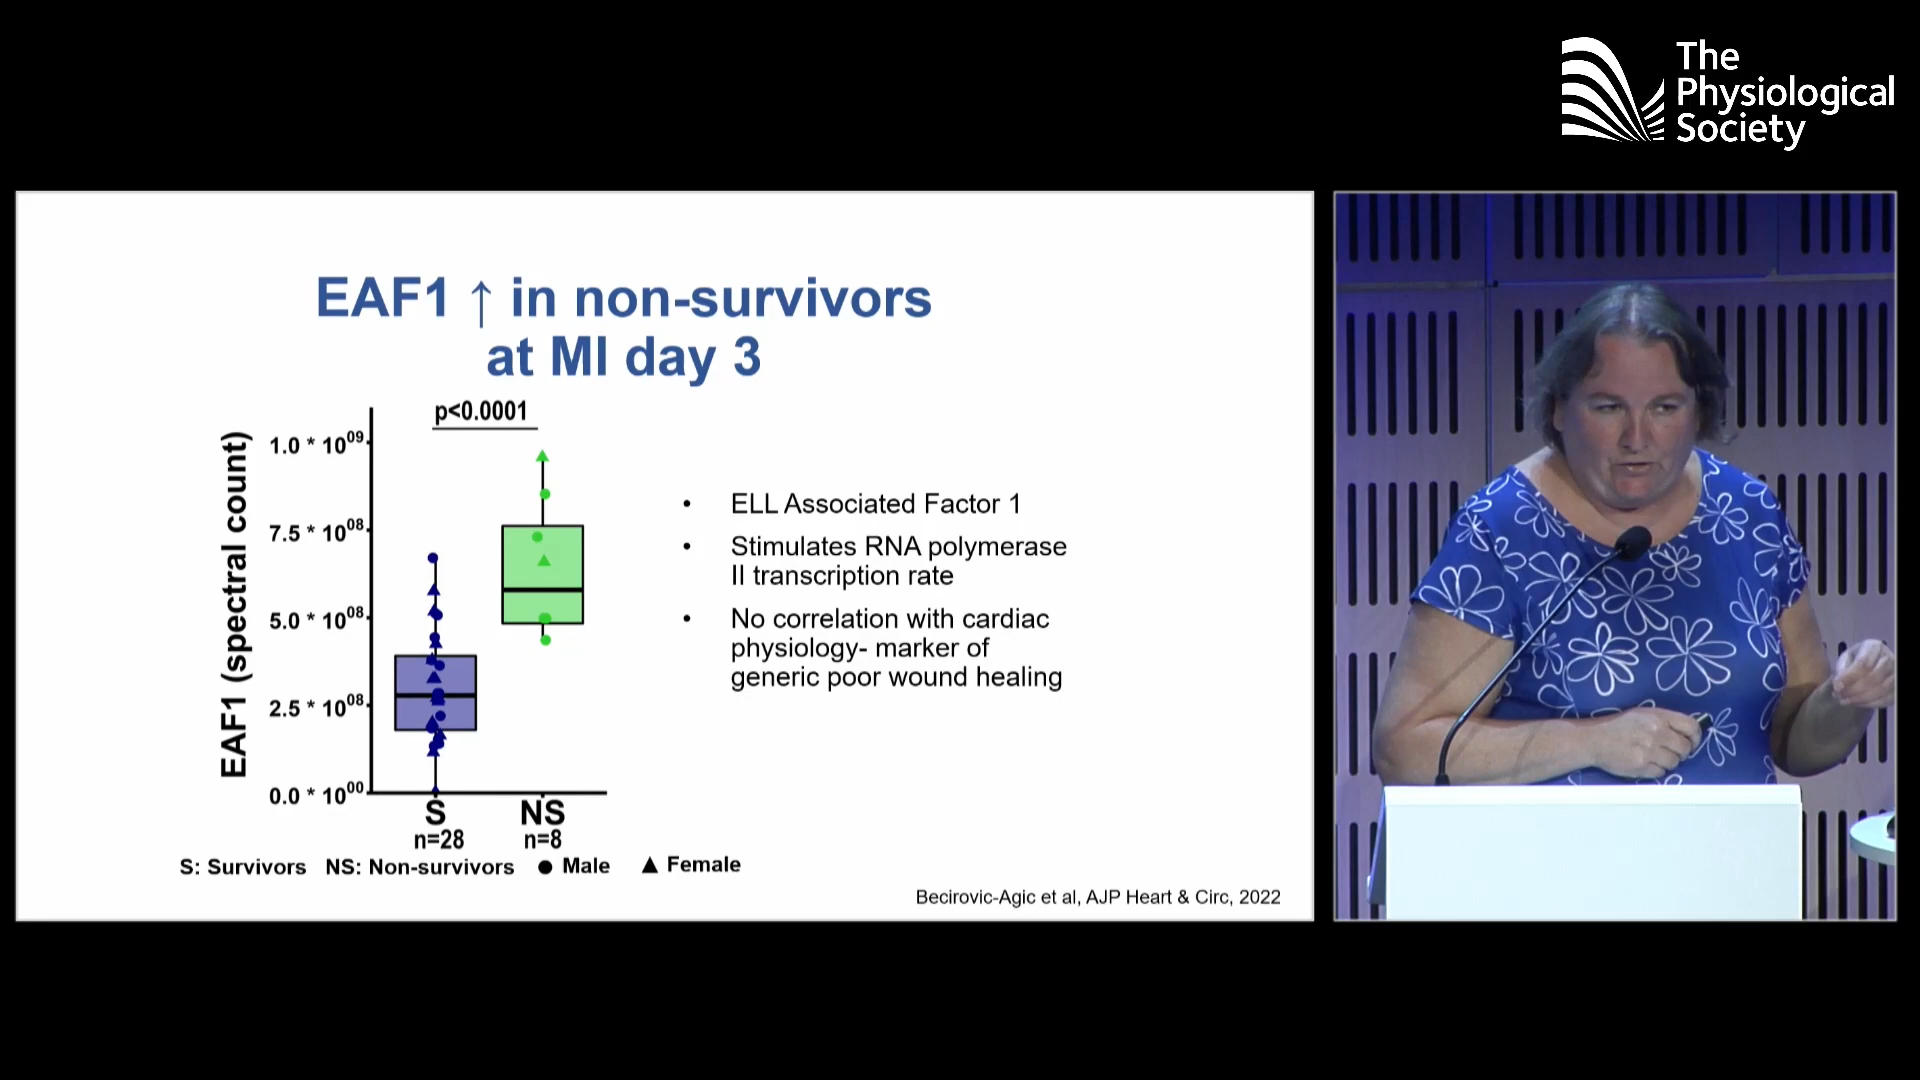 The
Physiological
Society
EAF1 ↑ in non-survivors
at MI day 3
p<0.0001
EAF1 (spectral count)
1.0 * 10⁰⁹
7.5 * 10⁰⁸
5.0 * 10⁰⁸
2.5 * 10⁰⁸
0.0 * 10⁰⁰
S
NS
n=28
n=8
S: Survivors NS: Non-survivors ● Male ▲ Female
• ELL Associated Factor 1
• Stimulates RNA polymerase
II transcription rate
• No correlation with cardiac
physiology- marker of
generic poor wound healing
Becirovic-Agic et al, AJP Heart & Circ, 2022